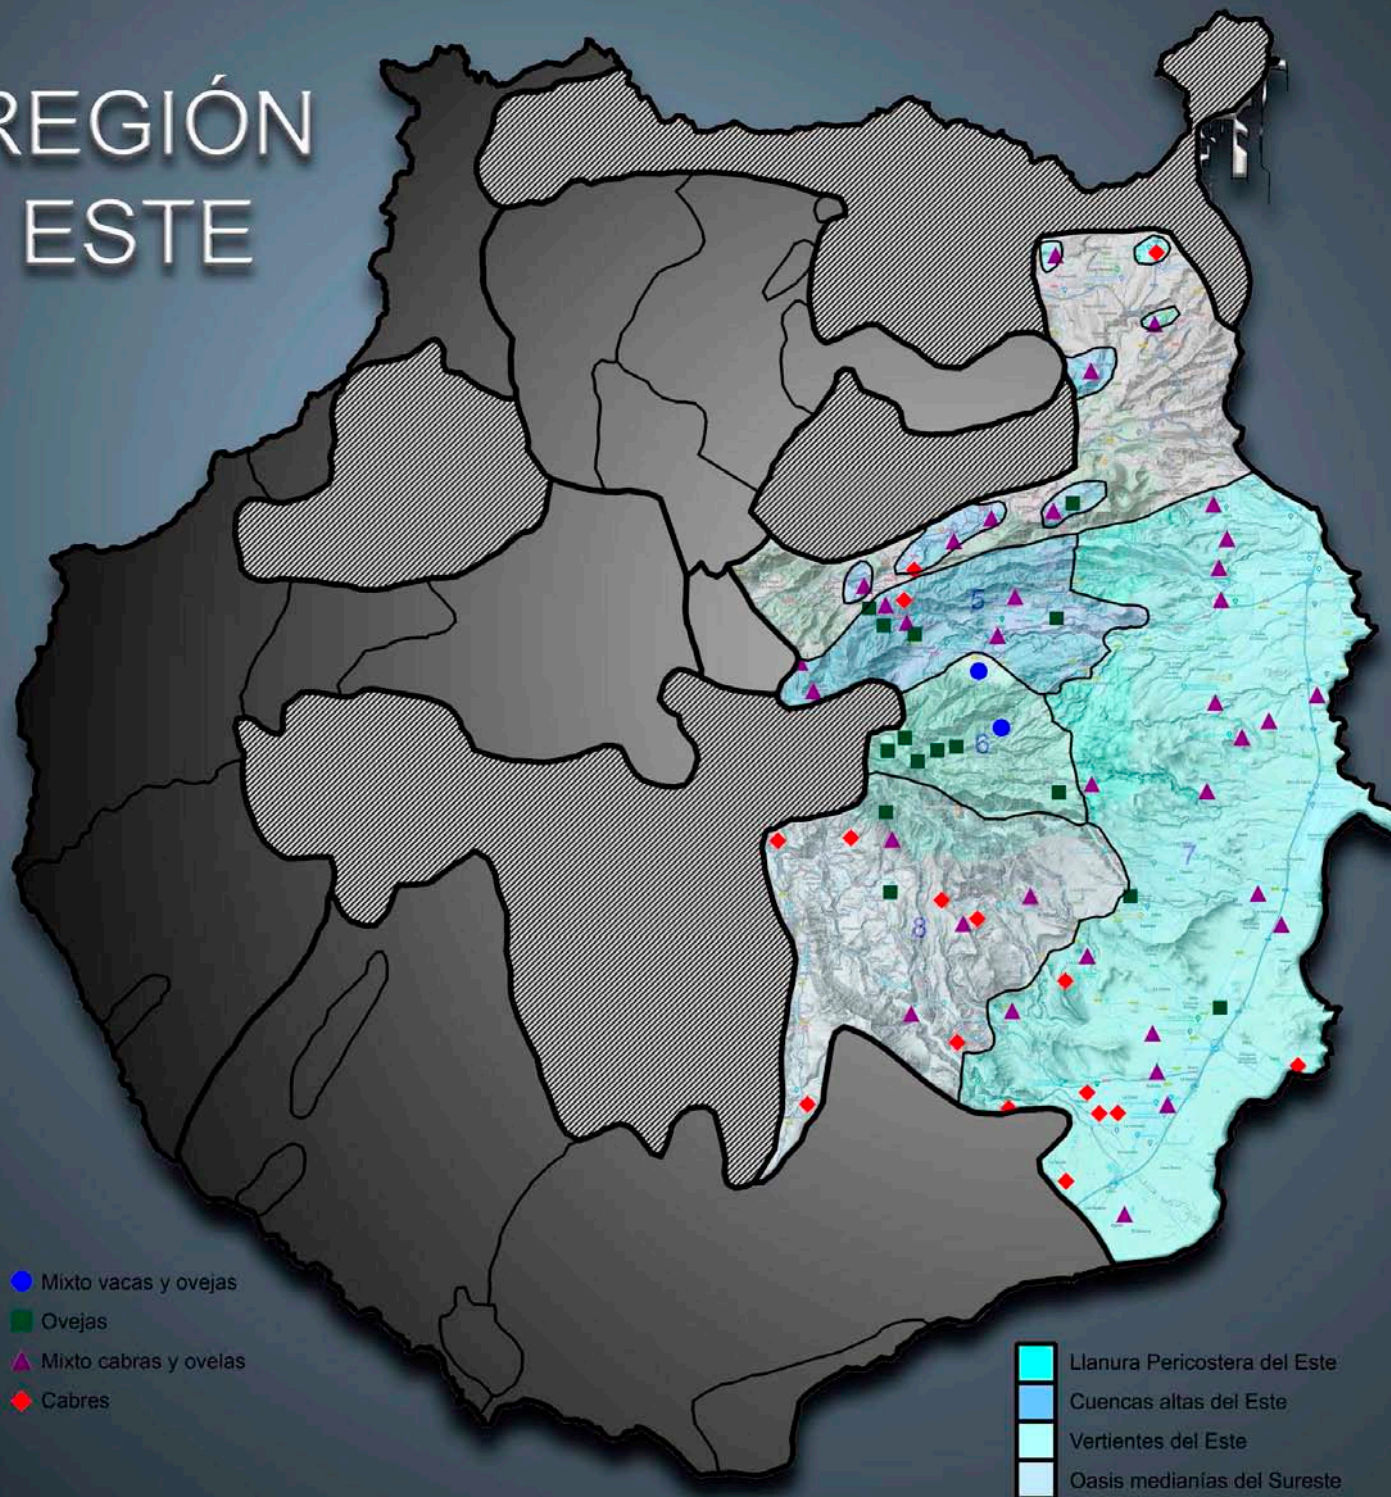 REGIÓN
ESTE
5
6
7
8
Mixto vacas y ovejas
Ovejas
Mixto cabras y ovelas
Cabres
Llanura Pericostera del Este
Cuencas altas del Este
Vertientes del Este
Oasis medianías del Sureste